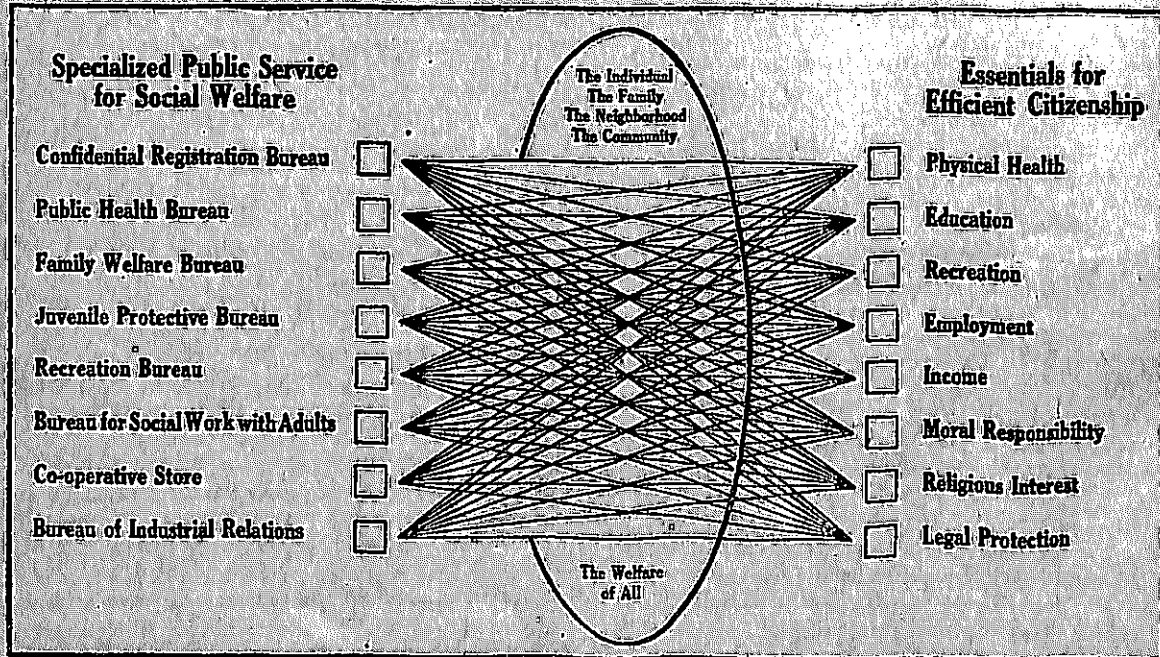 Specialized Public Service
for Social Welfare
Confidential Registration Bureau
Public Health Bureau
Family Welfare Bureau
Juvenile Protective Bureau
Recreation Bureau
Bureau for Social Work with Adults
Co-operative Store
Bureau of Industrial Relations
The Individual
The Family
The Neighborhood
The Community
The Welfare
of All
Essentials for
Efficient Citizenship
Physical Health
Education
Recreation
Employment
Income
Moral Responsibility
Religious Interest
Legal Protection